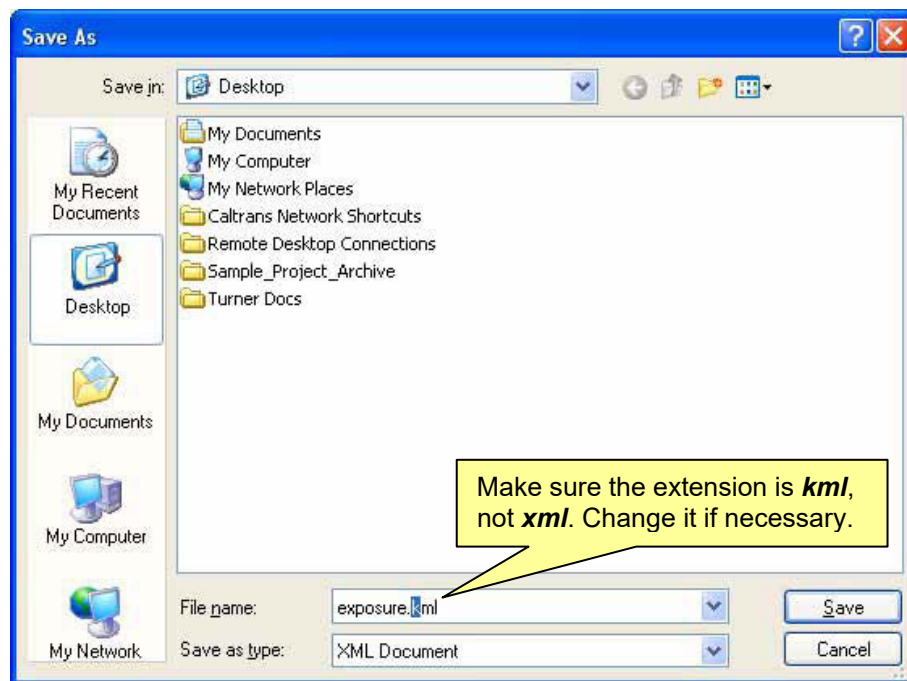 Save As
Save in:
Desktop
My Recent
Documents
Desktop
My Documents
My Computer
My Network
My Documents
My Computer
My Network Places
Caltrans Network Shortcuts
Remote Desktop Connections
Sample_Project_Archive
Turner Docs
Make sure the extension is kml,
not xml. Change it if necessary.
File name:
exposure.kml
Save
Save as type:
XML Document
Cancel